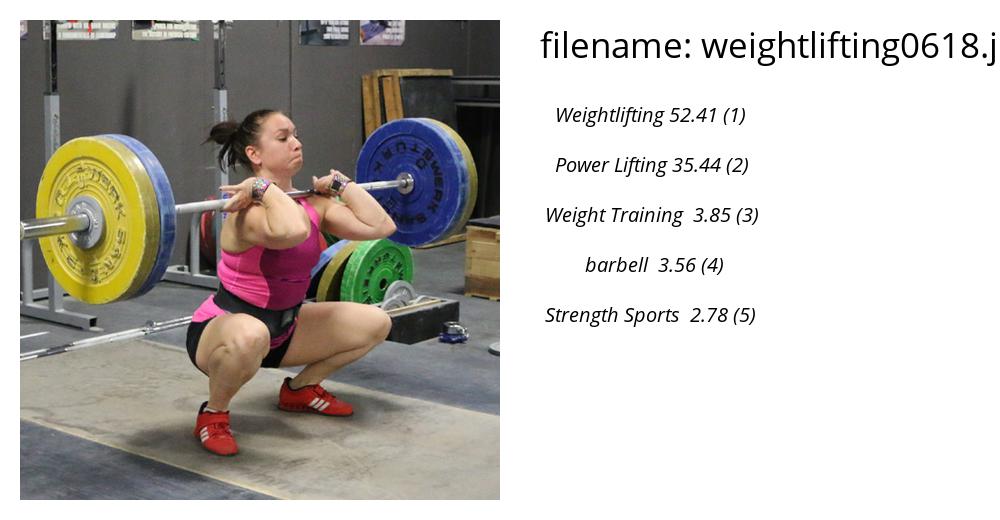 filename: weightlifting0618.j
Weightlifting 52.41 (1)
Power Lifting 35.44 (2)
Weight Training 3.85 (3)
barbell 3.56 (4)
Strength Sports 2.78 (5)